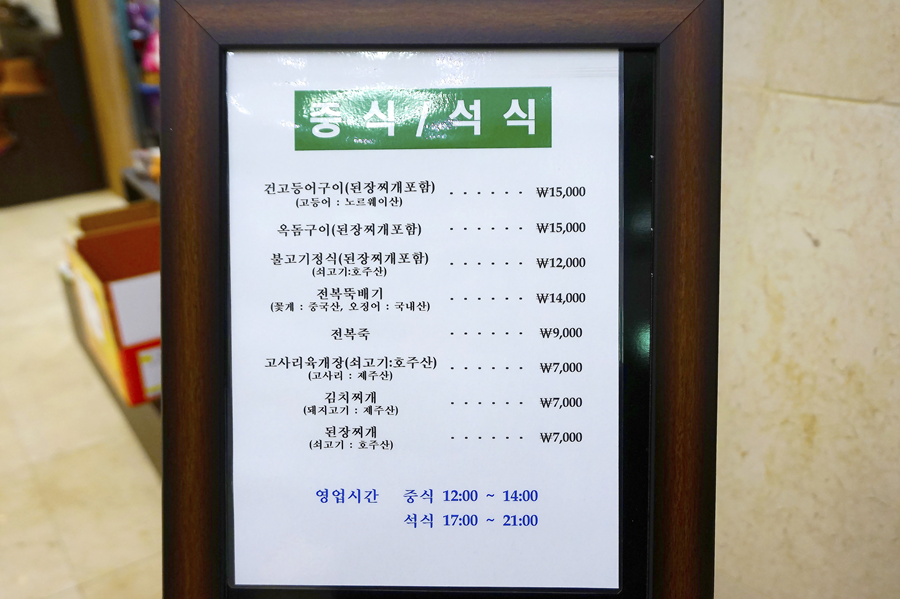 중식/석식
건고등어구이(된장찌개포함) · · · · · · ₩15,000
(고등어 : 노르웨이산)
옥돔구이(된장찌개포함) · · · · · · ₩15,000
불고기정식(된장찌개포함) · · · · · · ₩12,000
(쇠고기:호주산)
전복뚝배기 · · · · · · ₩14,000
(꽃게 : 중국산, 오징어 : 국내산)
전복죽 · · · · · · ₩9,000
고사리육개장(쇠고기:호주산) · · · · · · ₩7,000
(고사리 : 제주산)
김치찌개 · · · · · · ₩7,000
(돼지고기 : 제주산)
된장찌개 · · · · · · ₩7,000
(쇠고기 : 호주산)
영업시간 중식 12:00 ~ 14:00
석식 17:00 ~ 21:00